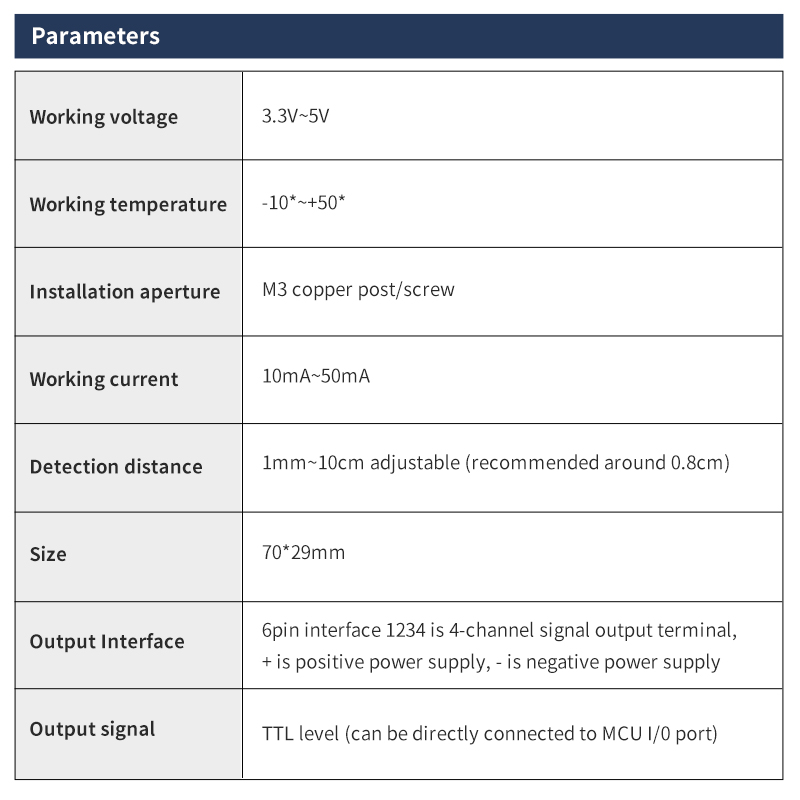 Parameters
Working voltage
3.3V~5V
Working temperature
-10*~+50*
Installation aperture
M3 copper post/screw
Working current
10mA~50mA
Detection distance
1mm~10cm adjustable (recommended around 0.8cm)
Size
70*29mm
Output Interface
6pin interface 1234 is 4-channel signal output terminal,
+ is positive power supply, - is negative power supply
Output signal
TTL level (can be directly connected to MCU I/0 port)